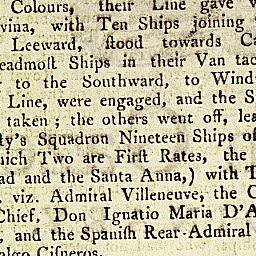 Colours, their Line gave
vina, with Ten Ships joining
Leeward, ſtood towards Ca
eadmoſt Ships in their Van tac
to the Southward, to Wind
Line, were engaged, and the S
taken; the others went off, lea
ty's Squadron Nineteen Ships of
hich Two are Firſt Rates, the
ad and the Santa Anna,) with T
viz. Admiral Villeneuve, the C
Chief, Don Ignatio Maria D'A
, and the Spaniſh Rear-Admiral
algo Ciſneros.